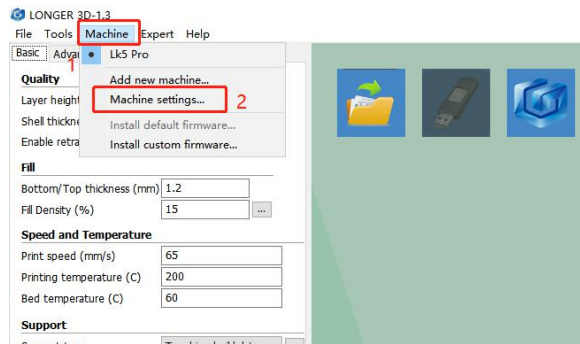 LONGER 3D-1.3
File Tools Machine Expert Help
Basic Adva
1
Lk5 Pro
Quality
Add new machine...
Layer height
Machine settings...
2
Shell thickne
Install default firmware...
Enable retra
Install custom firmware...
Fill
Bottom/Top thickness (mm) 1.2
Fill Density (%) 15 ...
Speed and Temperature
Print speed (mm/s) 65
Printing temperature (C) 200
Bed temperature (C) 60
Support